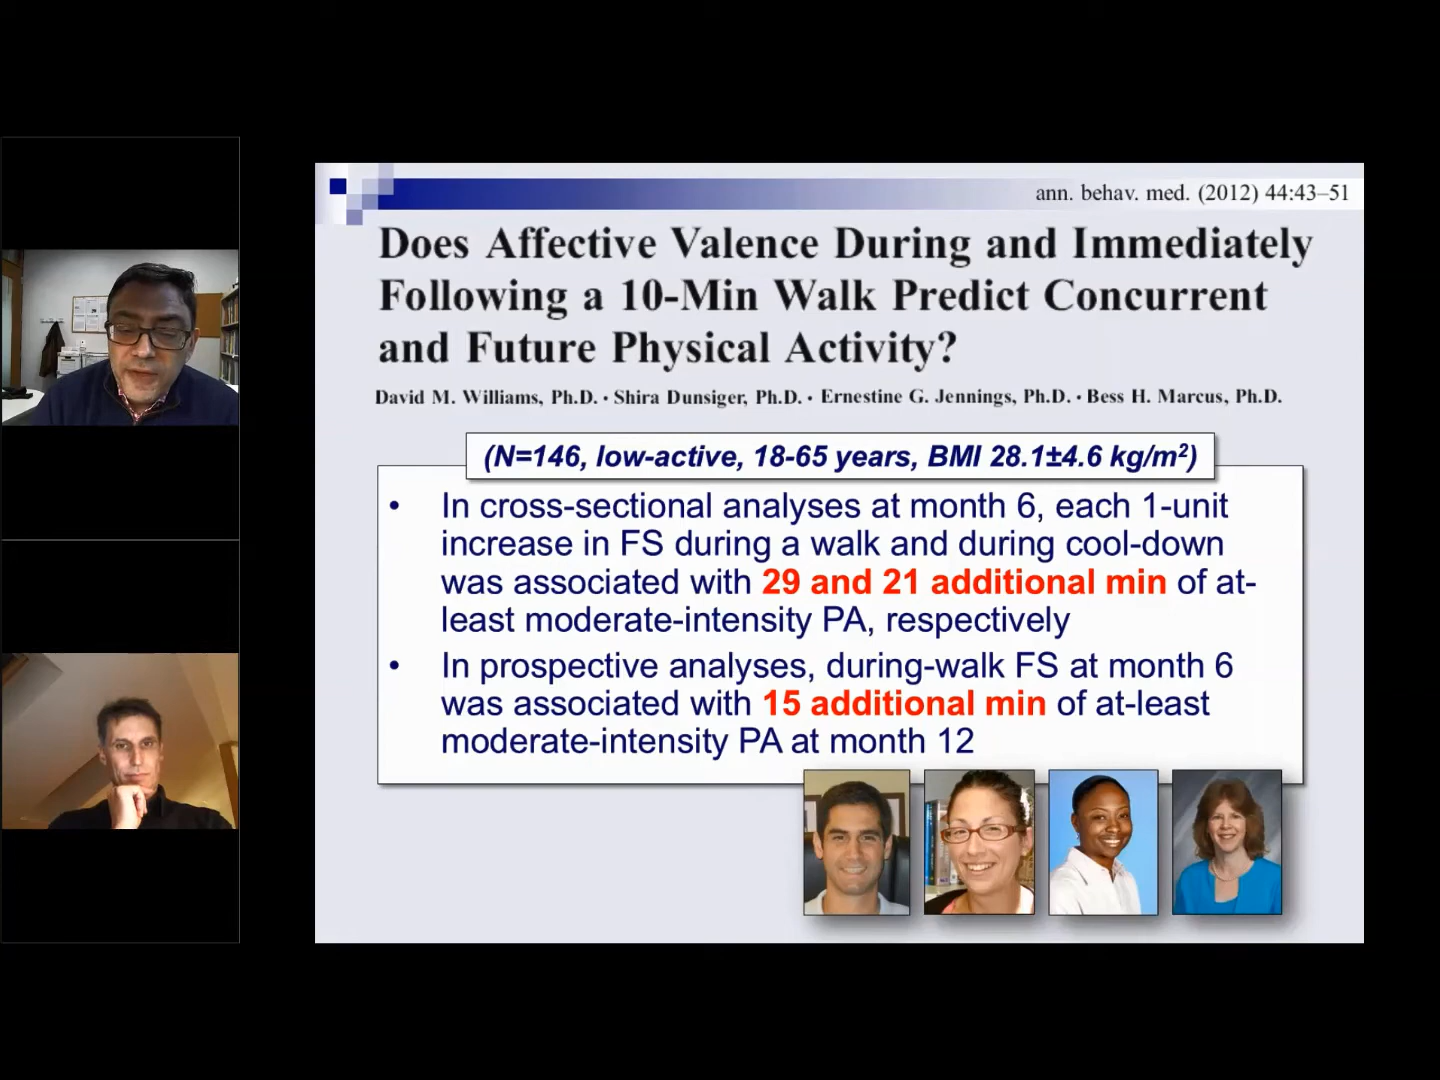 ann. behav. med. (2012) 44:43–51
Does Affective Valence During and Immediately
Following a 10-Min Walk Predict Concurrent
and Future Physical Activity?
David M. Williams, Ph.D. · Shira Dunsiger, Ph.D. · Ernestine G. Jennings, Ph.D. · Bess H. Marcus, Ph.D.
(N=146, low-active, 18-65 years, BMI 28.1±4.6 kg/m²)
• In cross-sectional analyses at month 6, each 1-unit
increase in FS during a walk and during cool-down
was associated with 29 and 21 additional min of at-
least moderate-intensity PA, respectively
• In prospective analyses, during-walk FS at month 6
was associated with 15 additional min of at-least
moderate-intensity PA at month 12